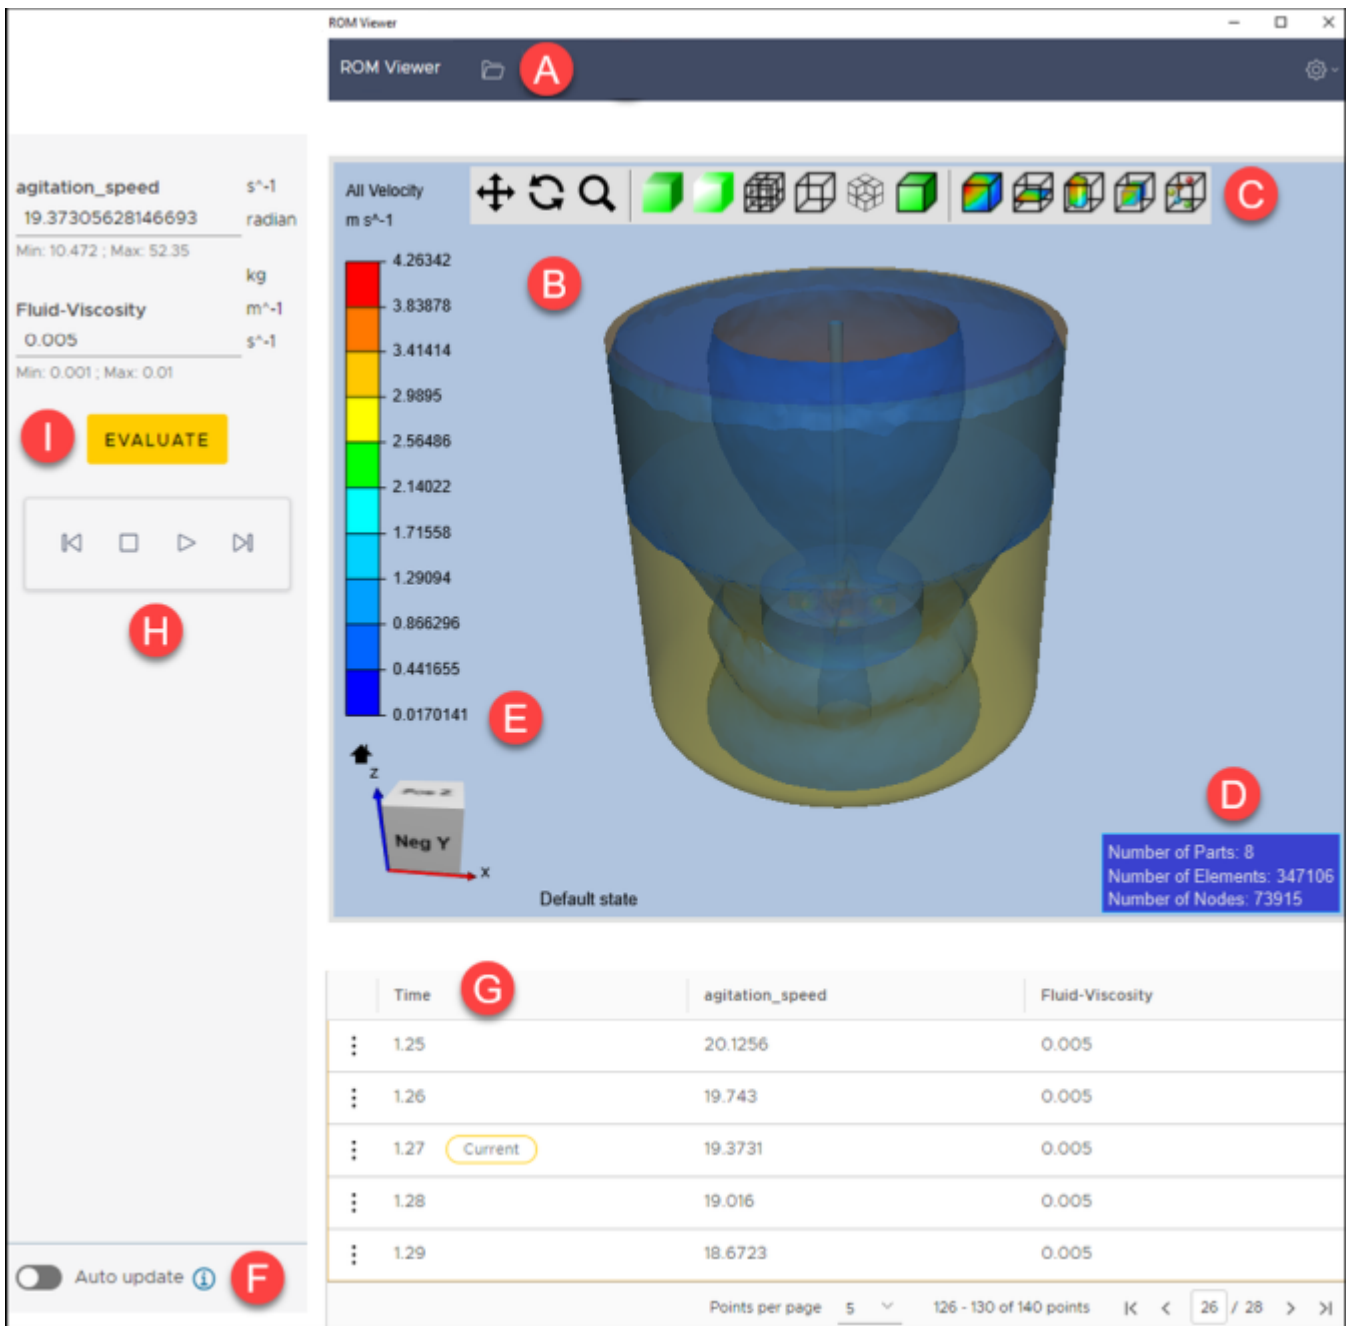 ROM Viewer
ROM Viewer
A
agitation_speed s^-1
19.37305628146693 radian
Min: 10.472 ; Max: 52.35
kg
Fluid-Viscosity m^-1
0.005 s^-1
Min: 0.001 ; Max: 0.01
I EVALUATE
H
All Velocity
m s^-1
C
B
4.26342
3.83878
3.41414
2.9895
2.56486
2.14022
1.71558
1.29094
0.866296
0.441655
0.0170141
E
Z
Pos Z
Neg Y
X
Default state
D
Number of Parts: 8
Number of Elements: 347106
Number of Nodes: 73915
Time G agitation_speed Fluid-Viscosity
1.25 20.1256 0.005
1.26 19.743 0.005
1.27 Current 19.3731 0.005
1.28 19.016 0.005
1.29 18.6723 0.005
Auto update F
Points per page 5 126 - 130 of 140 points 26 / 28